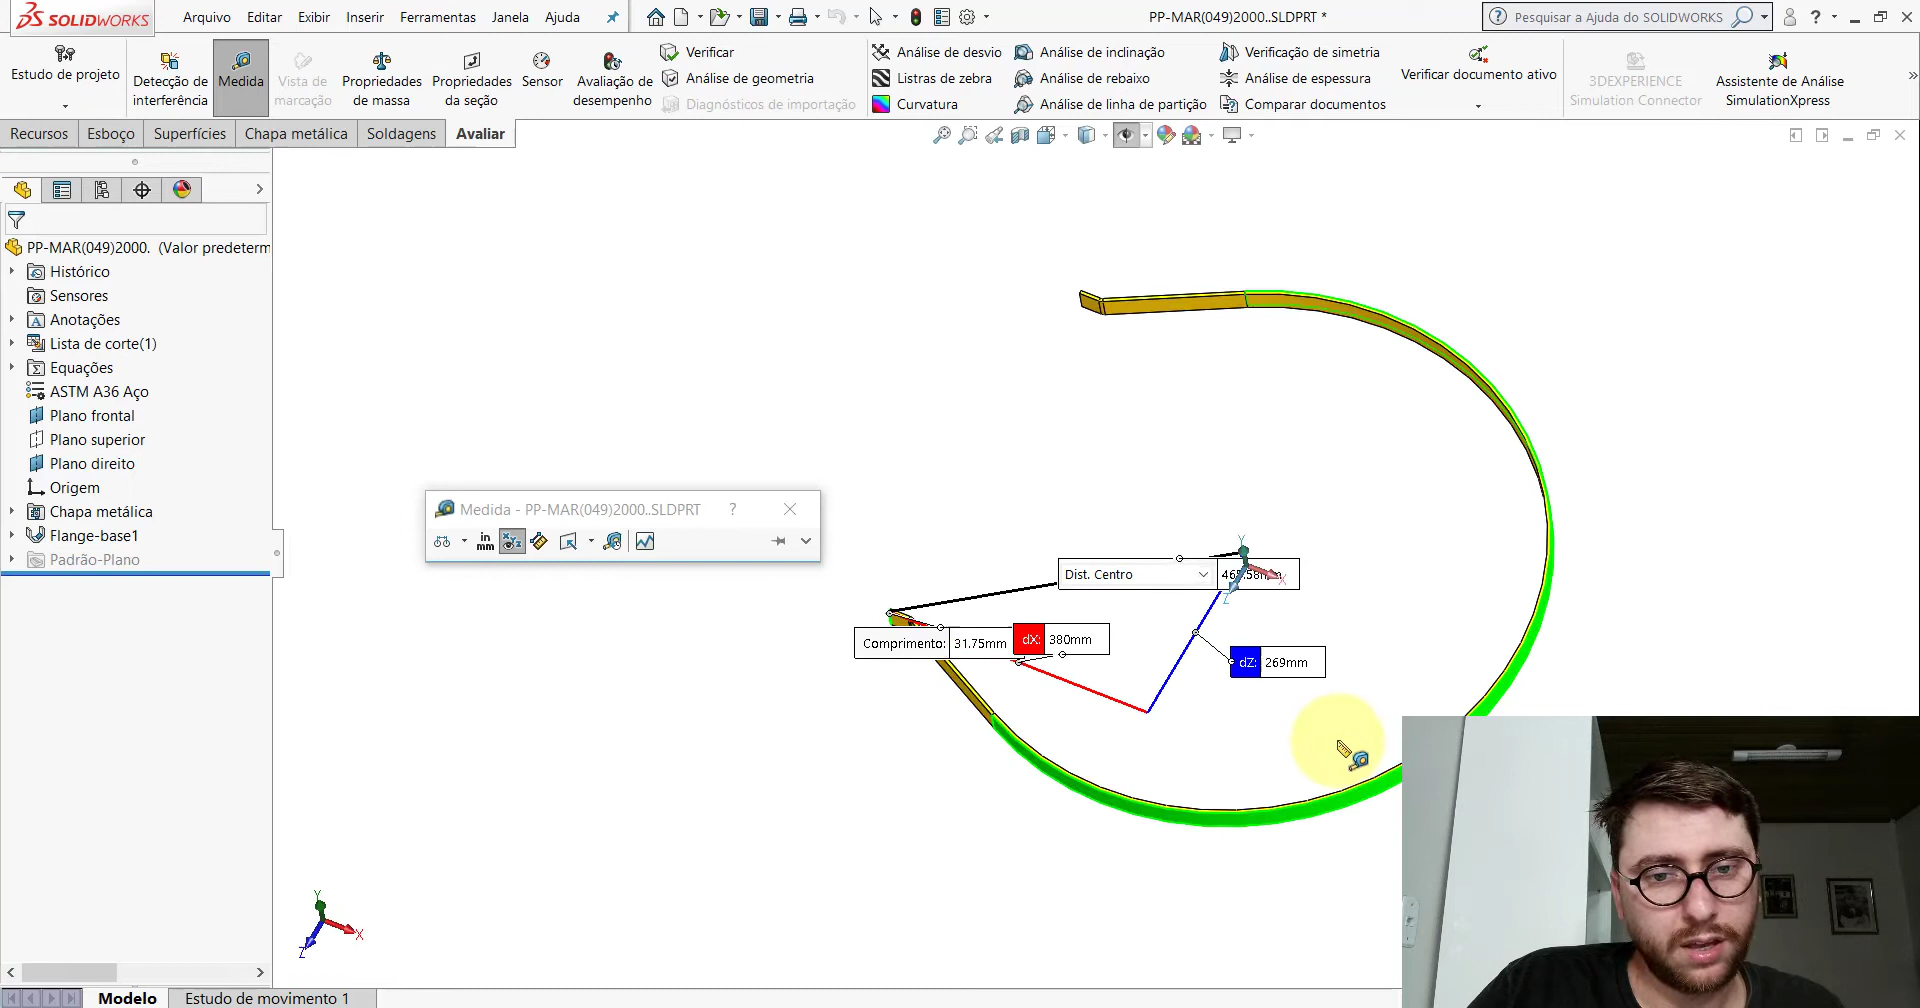 SOLIDWORKS
Arquivo Editar Exibir Inserir Ferramentas Janela Ajuda
PP-MAR(049)2000..SLDPRT *
Pesquisar a Ajuda do SOLIDWORKS
Estudo de projeto
Detecção de interferência
Medida
Vista de marcação
Propriedades de massa
Propriedades da seção
Sensor
Avaliação de desempenho
Verificar
Análise de geometria
Diagnósticos de importação
Análise de desvio
Listras de zebra
Curvatura
Análise de inclinação
Análise de rebaixo
Análise de linha de partição
Verificação de simetria
Análise de espessura
Comparar documentos
Verificar documento ativo
3DEXPERIENCE
Simulation Connector
Assistente de Análise
SimulationXpress
Recursos Esboço Superfícies Chapa metálica Soldagens Avaliar
PP-MAR(049)2000. (Valor predeterm
Histórico
Sensores
Anotações
Lista de corte(1)
Equações
ASTM A36 Aço
Plano frontal
Plano superior
Plano direito
Origem
Chapa metálica
Flange-base1
Padrão-Plano
Medida - PP-MAR(049)2000..SLDPRT
in
mm
Dist. Centro
Comprimento: 31.75mm
dX: 380mm
dZ: 269mm
Y
X
Z
Y
X
Z
Modelo Estudo de movimento 1